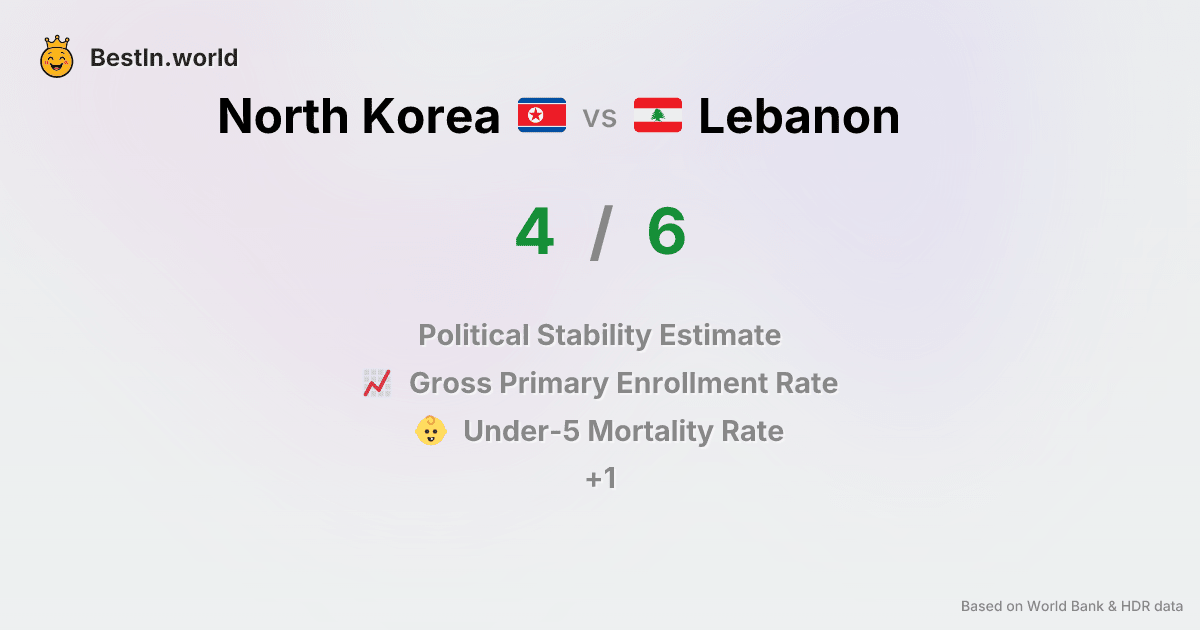 BestIn.world
North Korea vs Lebanon
4 / 6
Political Stability Estimate
Gross Primary Enrollment Rate
Under-5 Mortality Rate
+1
Based on World Bank & HDR data